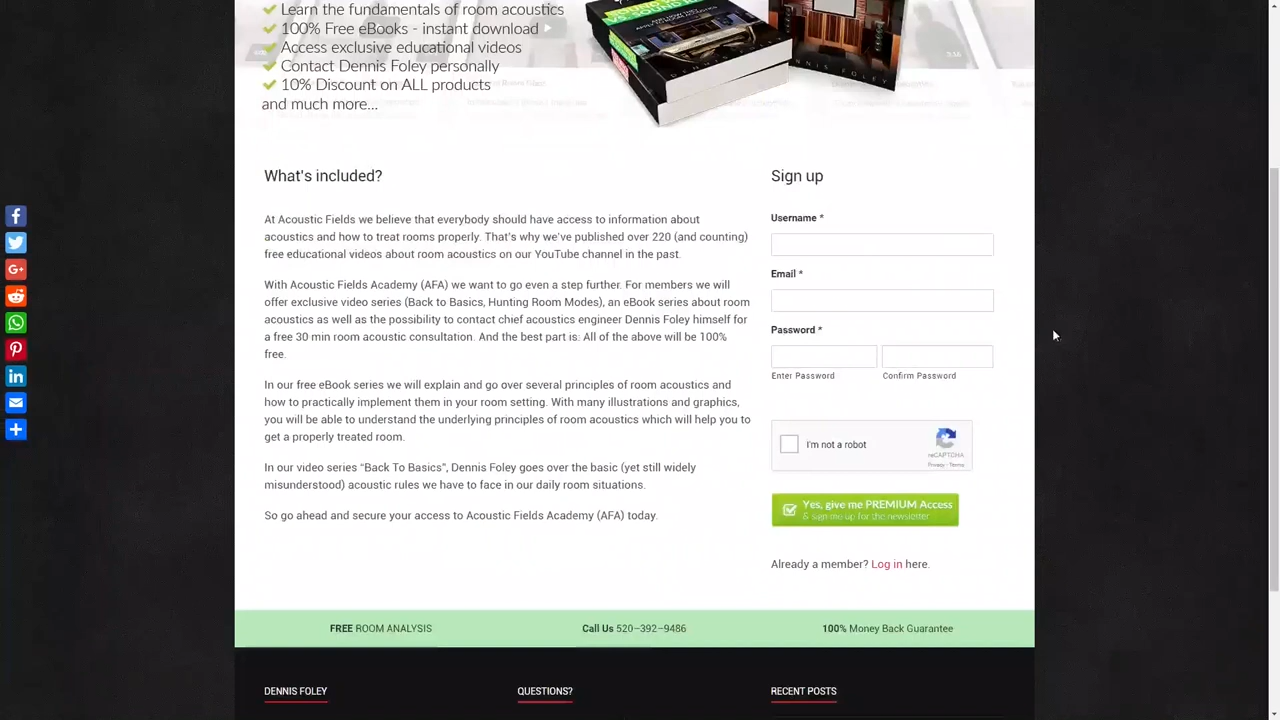 Learn the fundamentals of room acoustics
100% Free eBooks - instant download
Access exclusive educational videos
Contact Dennis Foley personally
10% Discount on ALL products
and much more...
DENNIS FOLEY
What's included?
At Acoustic Fields we believe that everybody should have access to information about
acoustics and how to treat rooms properly. That's why we've published over 220 (and counting)
free educational videos about room acoustics on our YouTube channel in the past.
With Acoustic Fields Academy (AFA) we want to go even a step further. For members we will
offer exclusive video series (Back to Basics, Hunting Room Modes), an eBook series about room
acoustics as well as the possibility to contact chief acoustics engineer Dennis Foley himself for
a free 30 min room acoustic consultation. And the best part is: All of the above will be 100%
free.
In our free eBook series we will explain and go over several principles of room acoustics and
how to practically implement them in your room setting. With many illustrations and graphics,
you will be able to understand the underlying principles of room acoustics which will help you to
get a properly treated room.
In our video series “Back To Basics”, Dennis Foley goes over the basic (yet still widely
misunderstood) acoustic rules we have to face in our daily room situations.
So go ahead and secure your access to Acoustic Fields Academy (AFA) today.
Sign up
Username *
Email *
Password *
Enter Password
Confirm Password
I'm not a robot
reCAPTCHA
Privacy - Terms
Yes, give me PREMIUM Access
& sign me up for the newsletter
Already a member? Log in here.
FREE ROOM ANALYSIS
Call Us 520-392-9486
100% Money Back Guarantee
DENNIS FOLEY
QUESTIONS?
RECENT POSTS